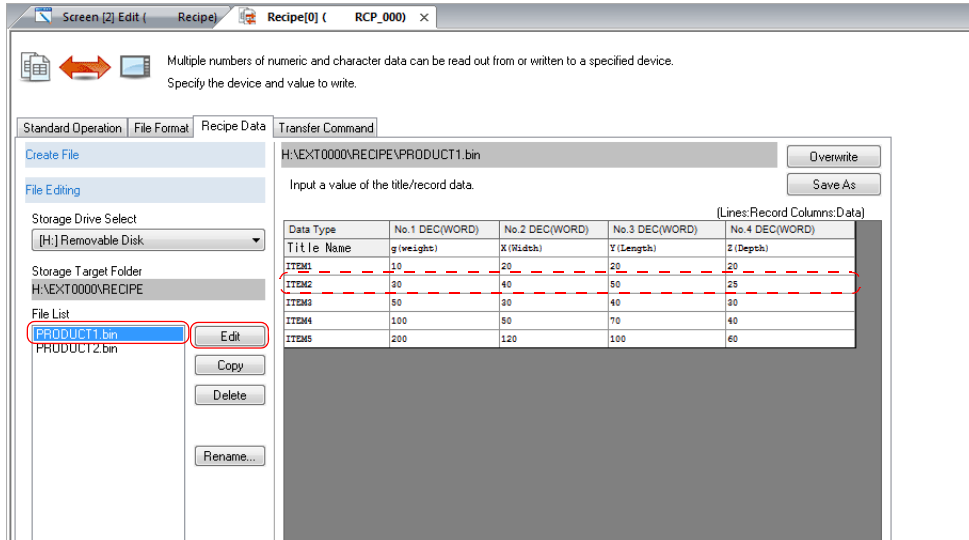 Screen [2] Edit ( Recipe)
Recipe[0] ( RCP_000) ×
Multiple numbers of numeric and character data can be read out from or written to a specified device.
Specify the device and value to write.
Standard Operation File Format Recipe Data Transfer Command
Create File
File Editing
Storage Drive Select
[H:] Removable Disk
Storage Target Folder
H:\EXT0000\RECIPE
File List
PRODUCT1.bin
PRODUCT2.bin
Edit
Copy
Delete
Rename...
H:\EXT0000\RECIPE\PRODUCT1.bin
Overwrite
Input a value of the title/record data.
Save As
(Lines:Record Columns:Data)
Data Type No.1 DEC(WORD) No.2 DEC(WORD) No.3 DEC(WORD) No.4 DEC(WORD)
Title Name g(weight) X(Width) Y(Length) Z(Depth)
ITEM1 10 20 20 20
ITEM2 30 40 50 25
ITEM3 50 30 40 30
ITEM4 100 50 70 40
ITEM5 200 120 100 60